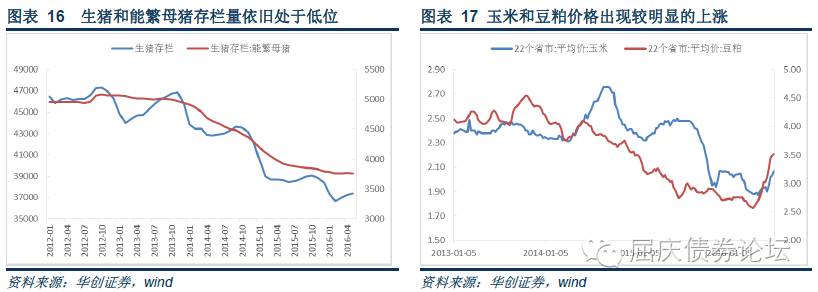 图表 16 生猪和能繁母猪存栏量依旧处于低位
生猪存栏 生猪存栏:能繁母猪
49000 5500
47000 5000
45000
43000 4500
41000 4000
39000
37000 3500
35000 3000
2012-01 2012-04 2012-07 2012-10 2013-01 2013-04 2013-07 2013-10 2014-01 2014-04 2014-07 2014-10 2015-01 2015-04 2015-07 2015-10 2016-01 2016-04
资料来源：华创证券，wind
图表 17 玉米和豆粕价格出现较明显的上涨
22个省市:平均价:玉米 22个省市:平均价:豆粕
2.90 5.00
2.70 4.50
2.50 4.00
2.30 3.50
2.10 3.00
1.90
1.70 2.50
1.50 2.00
2013-01-05 2014-01-05 2015-01-05
屈庆债券论坛
资料来源：华创证券，wind